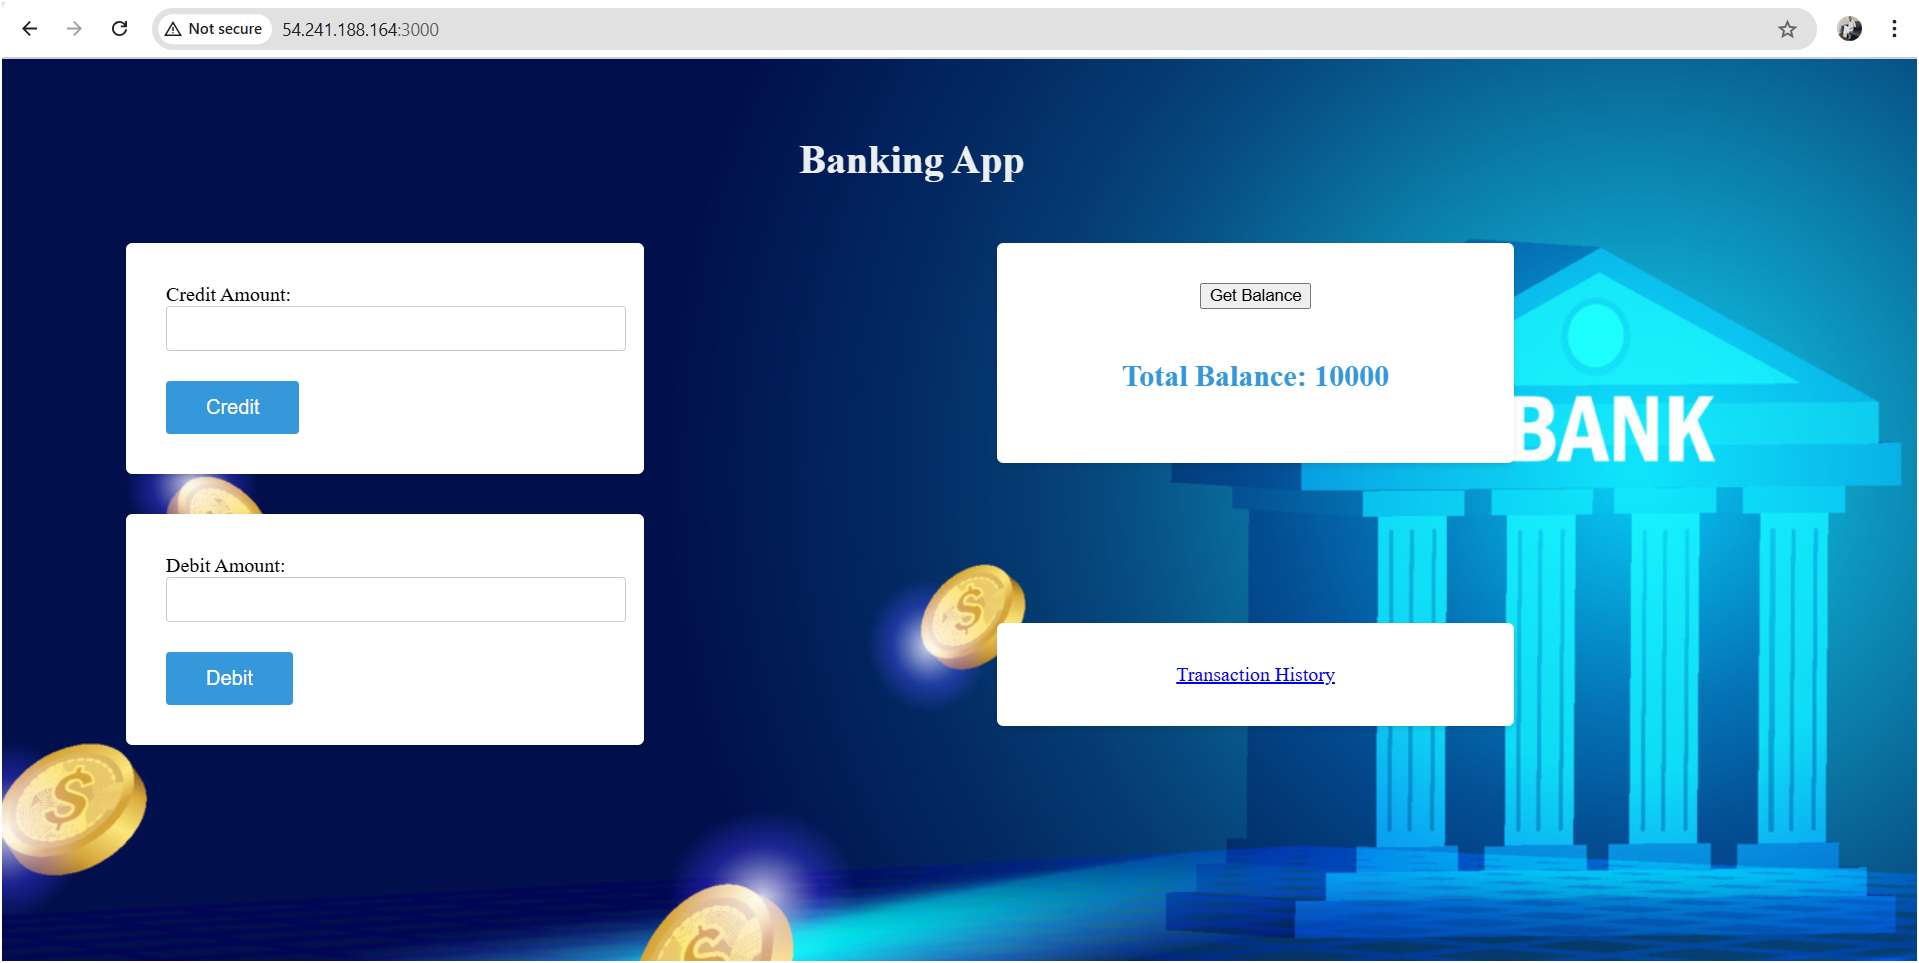 Not secure
54.241.188.164:3000
Banking App
Credit Amount:
Credit
Debit Amount:
Debit
Get Balance
Total Balance: 10000
Transaction History
BANK
$
$
$